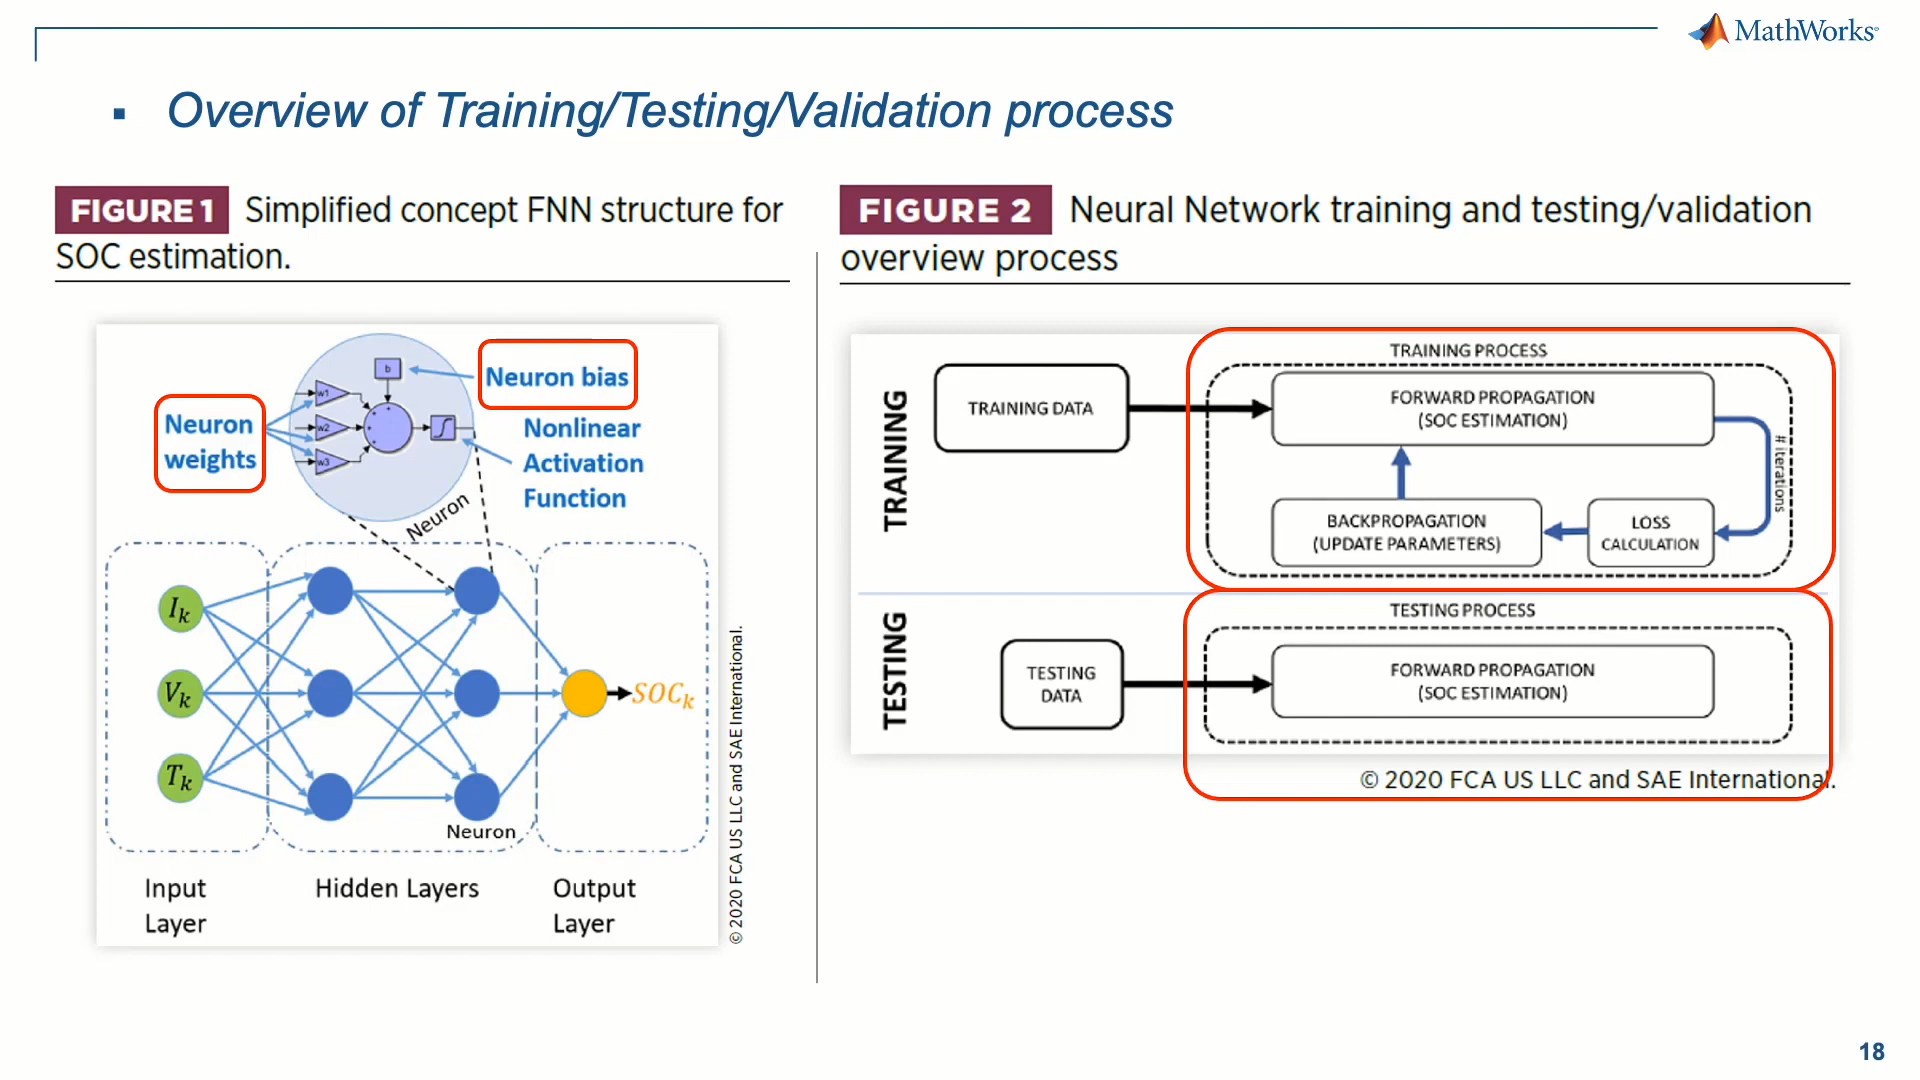 MathWorks®
▪ Overview of Training/Testing/Validation process
FIGURE 1 Simplified concept FNN structure for
SOC estimation.
b
w1
w2
w3
Neuron bias
Neuron
weights
Nonlinear
Activation
Function
Neuron
I_k
V_k
T_k
SOC_k
Neuron
Input
Layer
Hidden Layers
Output
Layer
© 2020 FCA US LLC and SAE International.
FIGURE 2 Neural Network training and testing/validation
overview process
TRAINING
TRAINING DATA
TRAINING PROCESS
FORWARD PROPAGATION
(SOC ESTIMATION)
# iterations
BACKPROPAGATION
(UPDATE PARAMETERS)
LOSS
CALCULATION
TESTING
TESTING
DATA
TESTING PROCESS
FORWARD PROPAGATION
(SOC ESTIMATION)
© 2020 FCA US LLC and SAE International.
18